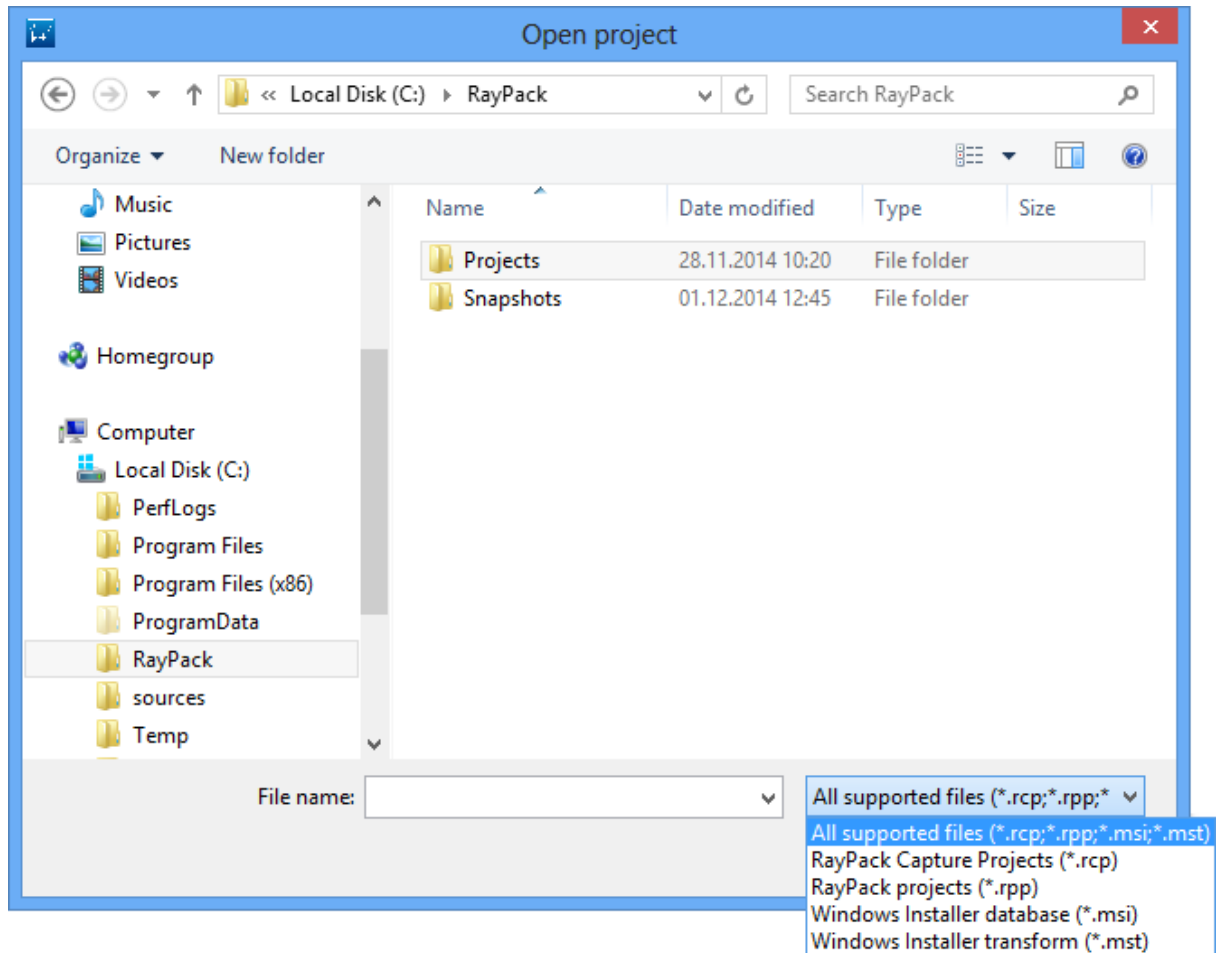 Open project
« Local Disk (C:) RayPack
Search RayPack
Organize New folder
Music
Pictures
Videos
Homegroup
Computer
Local Disk (C:)
PerfLogs
Program Files
Program Files (x86)
ProgramData
RayPack
sources
Temp
Name Date modified Type Size
Projects 28.11.2014 10:20 File folder
Snapshots 01.12.2014 12:45 File folder
File name:
All supported files (*.rcp;*.rpp;*
All supported files (*.rcp;*.rpp;*.msi;*.mst)
RayPack Capture Projects (*.rcp)
RayPack projects (*.rpp)
Windows Installer database (*.msi)
Windows Installer transform (*.mst)